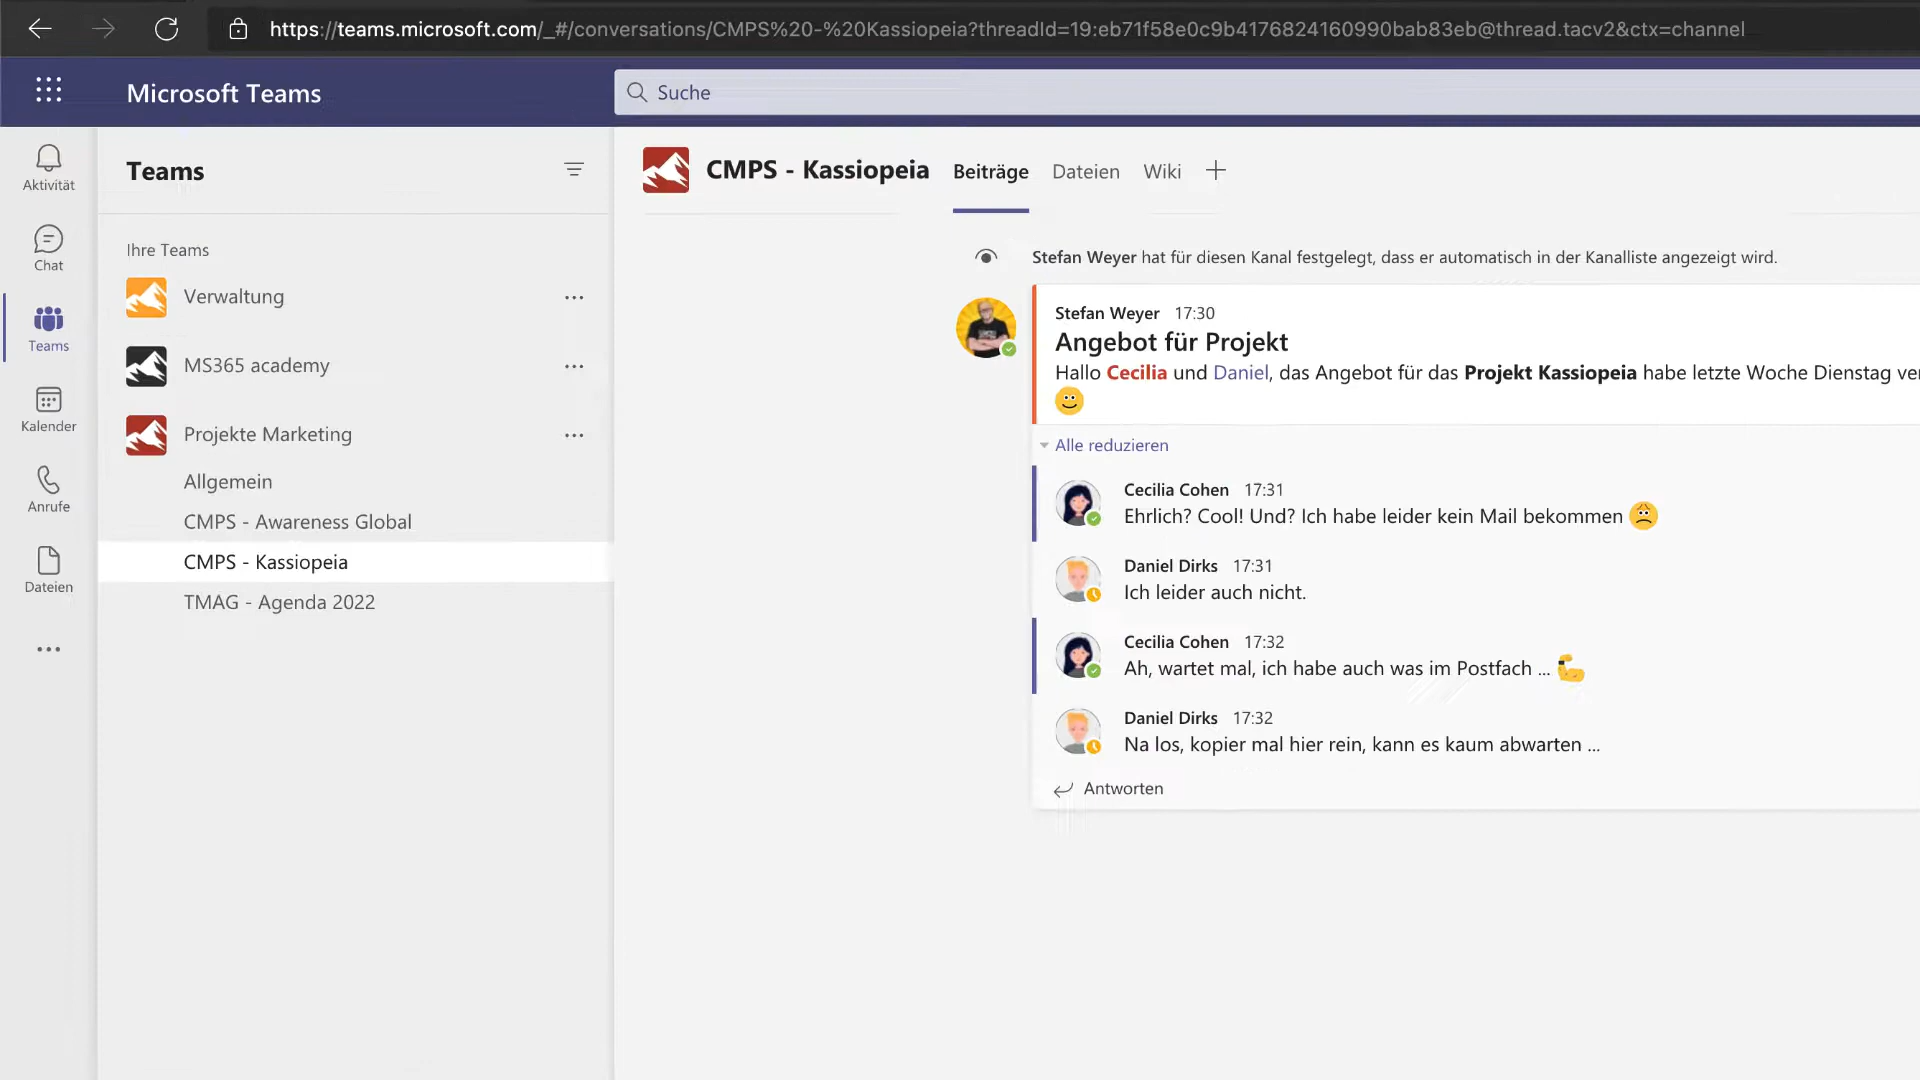 https://teams.microsoft.com/_#/conversations/CMPS%20-%20Kassiopeia?threadId=19:eb71f58e0c9b4176824160990bab83eb@thread.tacv2&ctx=channel
Microsoft Teams
Suche
Aktivität
Chat
Teams
Kalender
Anrufe
Dateien
Teams
Ihre Teams
Verwaltung
MS365 academy
Projekte Marketing
Allgemein
CMPS - Awareness Global
CMPS - Kassiopeia
TMAG - Agenda 2022
CMPS - Kassiopeia Beiträge Dateien Wiki
Stefan Weyer hat für diesen Kanal festgelegt, dass er automatisch in der Kanalliste angezeigt wird.
Stefan Weyer 17:30
Angebot für Projekt
Hallo Cecilia und Daniel, das Angebot für das Projekt Kassiopeia habe letzte Woche Dienstag
Alle reduzieren
Cecilia Cohen 17:31
Ehrlich? Cool! Und? Ich habe leider kein Mail bekommen
Daniel Dirks 17:31
Ich leider auch nicht.
Cecilia Cohen 17:32
Ah, wartet mal, ich habe auch was im Postfach ...
Daniel Dirks 17:32
Na los, kopier mal hier rein, kann es kaum abwarten ...
Antworten